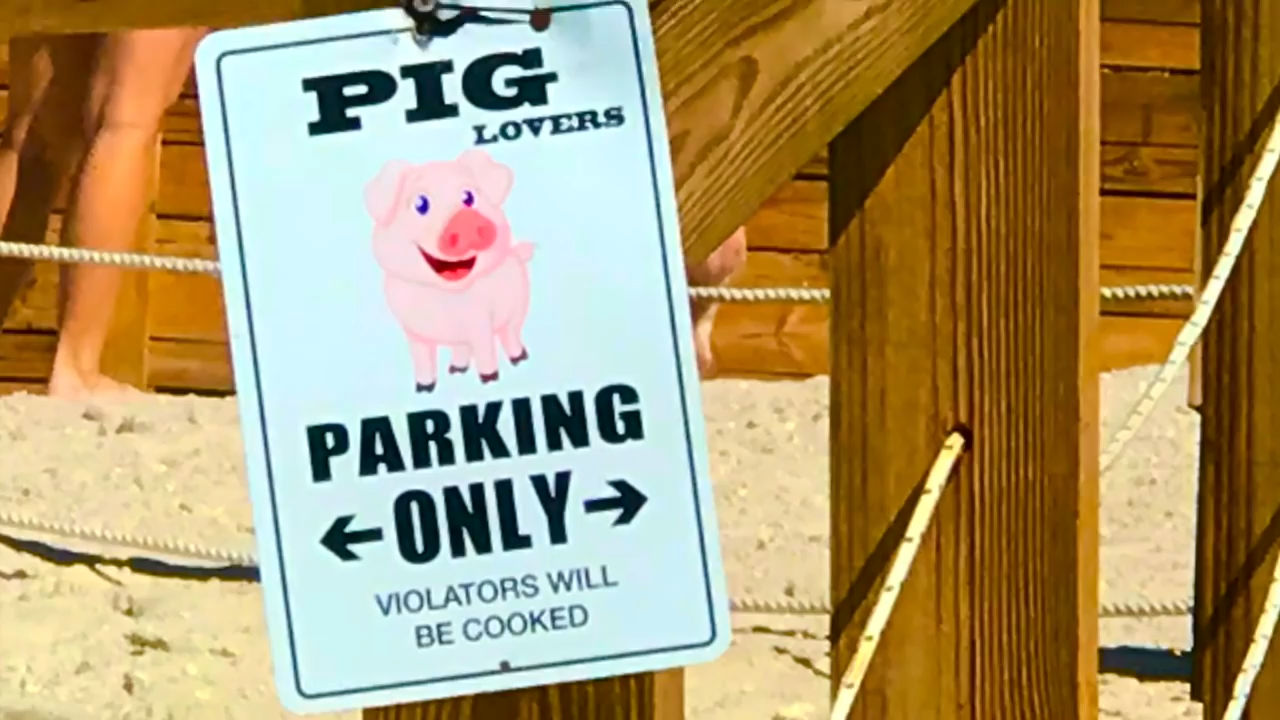 PIG
LOVERS
PARKING
←ONLY→
VIOLATORS WILL
BE COOKED